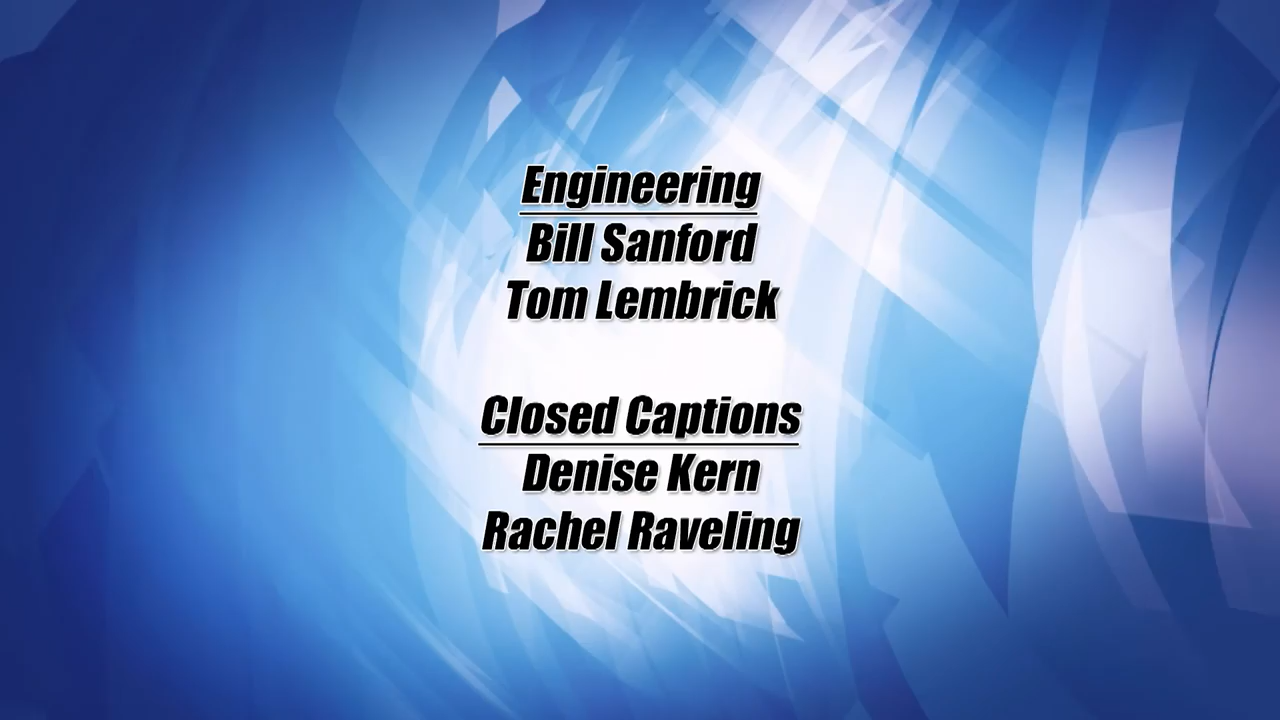 Engineering
Bill Sanford
Tom Lembrick
Closed Captions
Denise Kern
Rachel Raveling